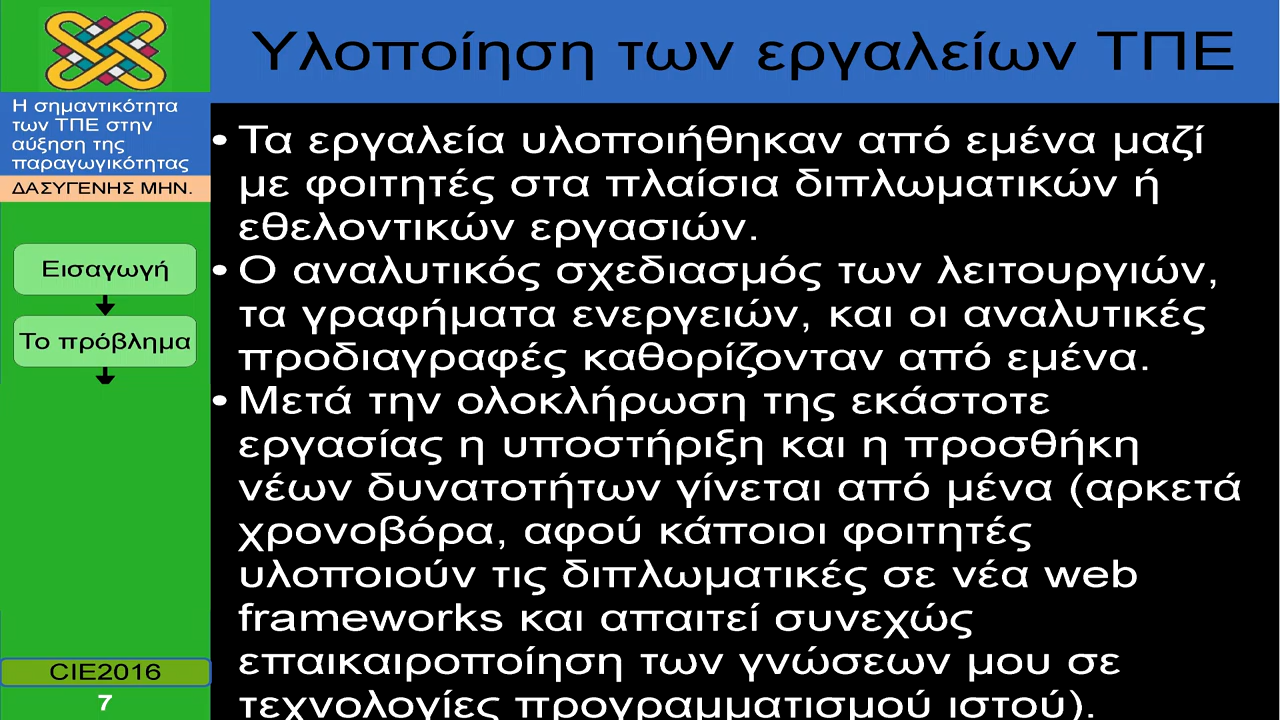 Υλοποίηση των εργαλείων ΤΠΕ
Η σημαντικότητα
των ΤΠΕ στην
αύξηση της
παραγωγικότητας
ΔΑΣΥΓΕΝΗΣ ΜΗΝ.
Εισαγωγή
Το πρόβλημα
• Τα εργαλεία υλοποιήθηκαν από εμένα μαζί
με φοιτητές στα πλαίσια διπλωματικών ή
εθελοντικών εργασιών.
• Ο αναλυτικός σχεδιασμός των λειτουργιών,
τα γραφήματα ενεργειών, και οι αναλυτικές
προδιαγραφές καθορίζονταν από εμένα.
• Μετά την ολοκλήρωση της εκάστοτε
εργασίας η υποστήριξη και η προσθήκη
νέων δυνατοτήτων γίνεται από μένα (αρκετά
χρονοβόρα, αφού κάποιοι φοιτητές
υλοποιούν τις διπλωματικές σε νέα web
frameworks και απαιτεί συνεχώς
επαικαιροποίηση των γνώσεων μου σε
τεχνολογίες προγραμματισμού ιστού).
CIE2016
7